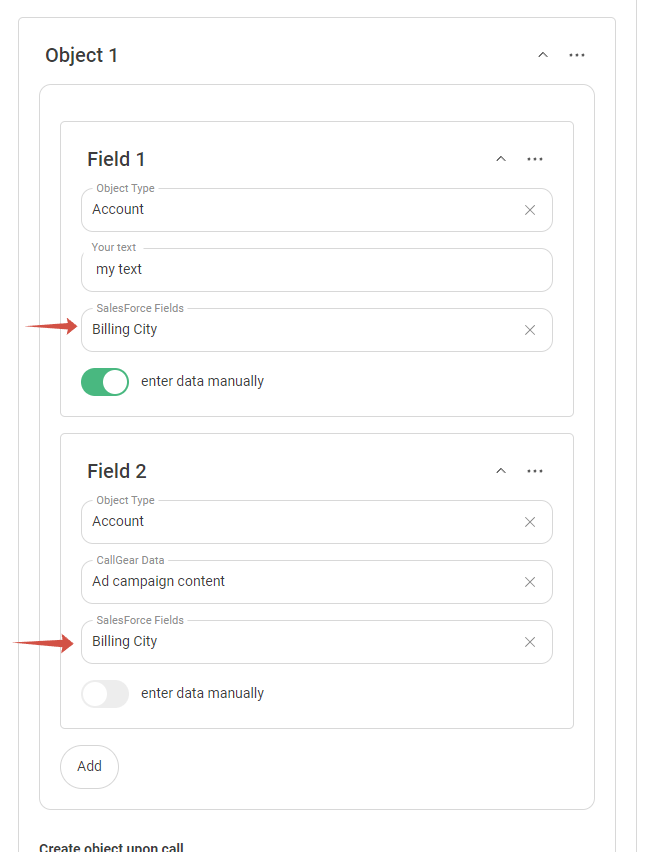 Object 1
Field 1
Object Type
Account
Your text
my text
SalesForce Fields
Billing City
enter data manually
Field 2
Object Type
Account
CallGear Data
Ad campaign content
SalesForce Fields
Billing City
enter data manually
Add
Create object upon call